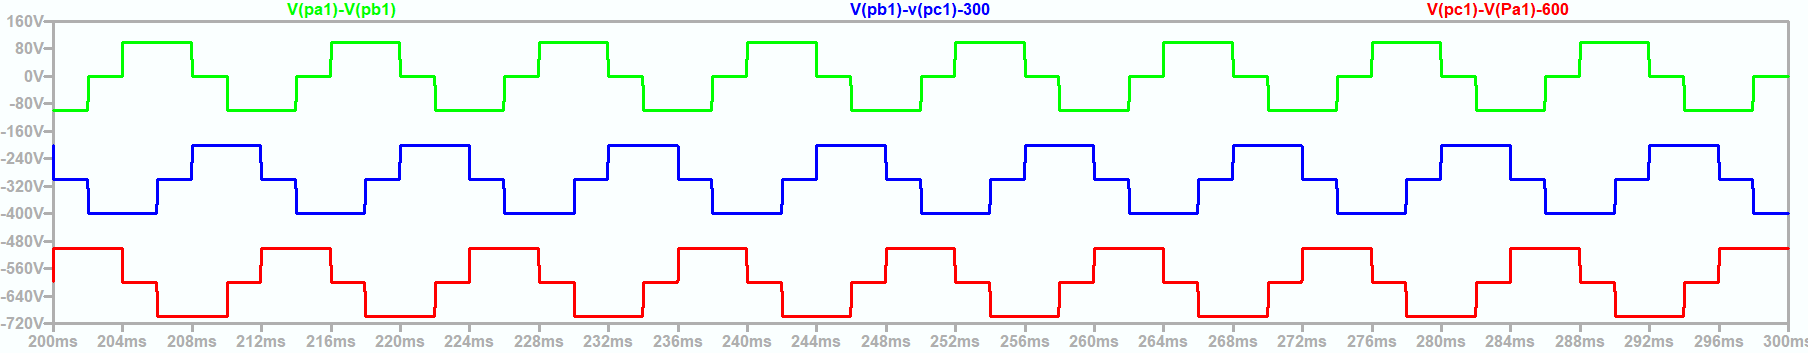 V(pa1)-V(pb1) V(pb1)-v(pc1)-300 V(pc1)-V(Pa1)-600
160V
80V
0V
-80V
-160V
-240V
-320V
-400V
-480V
-560V
-640V
-720V
200ms 204ms 208ms 212ms 216ms 220ms 224ms 228ms 232ms 236ms 240ms 244ms 248ms 252ms 256ms 260ms 264ms 268ms 272ms 276ms 280ms 284ms 288ms 292ms 296ms 300ms